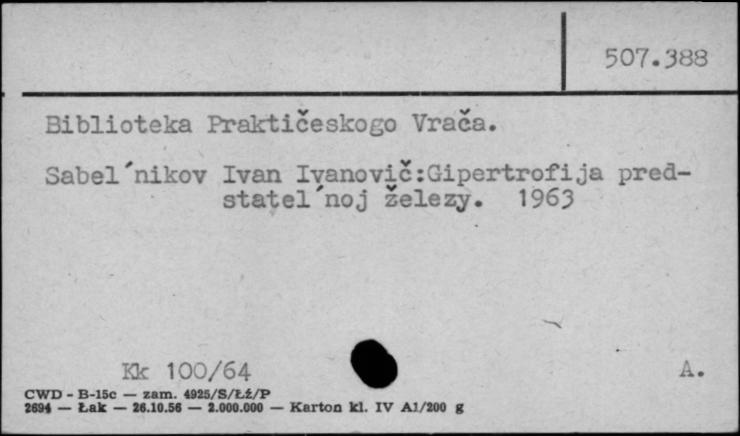 507.388
Biblioteka Praktičeskogo Vrača.
Sabel´nikov Ivan Ivanovič:Gipertrofija pred-
statel´noj železy. 1963
Kk 100/64
A.
CWD - B-15c — zam. 4925/S/ŁŹ/P
2694 — Łak — 26.10.56 — 2.000.000 — Karton kl. IV A1/200 g